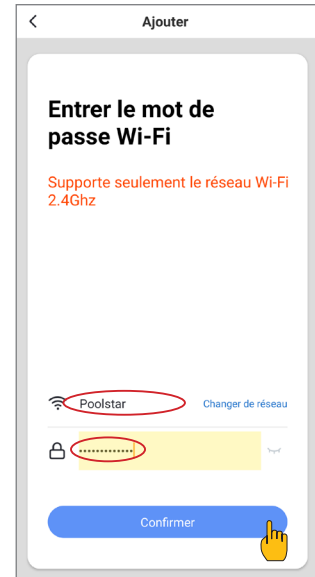 Ajouter
Entrer le mot de
passe Wi-Fi
Supporte seulement le réseau Wi-Fi
2.4Ghz
Poolstar Changer de réseau
•••••••••••••
Confirmer